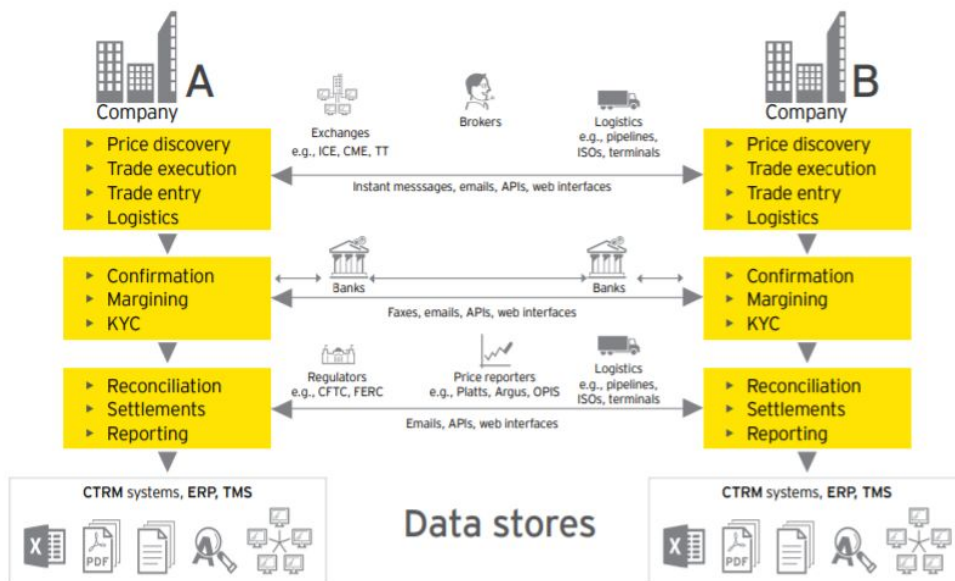 A
Company
Price discovery
Trade execution
Trade entry
Logistics
Exchanges
e.g., ICE, CME, TT
Brokers
Logistics
e.g., pipelines,
ISOs, terminals
Instant messsages, emails, APIs, web interfaces
B
Company
Price discovery
Trade execution
Trade entry
Logistics
Confirmation
Margining
KYC
Banks
Banks
Faxes, emails, APIs, web interfaces
Confirmation
Margining
KYC
Reconciliation
Settlements
Reporting
Regulators
e.g., CFTC, FERC
Price reporters
e.g., Platts, Argus, OPIS
Logistics
e.g., pipelines,
ISOs, terminals
Emails, APIs, web interfaces
Reconciliation
Settlements
Reporting
CTRM systems, ERP, TMS
X
PDF
A
Data stores
CTRM systems, ERP, TMS
X
PDF
A